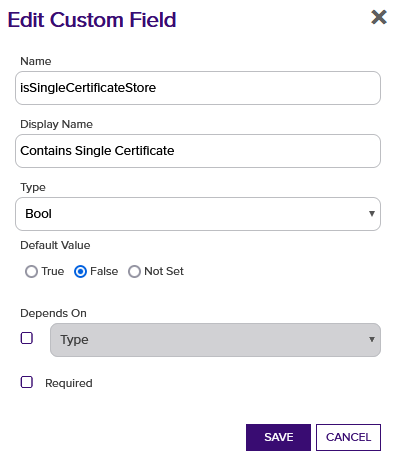 Edit Custom Field
Name
isSingleCertificateStore
Display Name
Contains Single Certificate
Type
Bool
Default Value
True False Not Set
Depends On
Type
Required
SAVE CANCEL